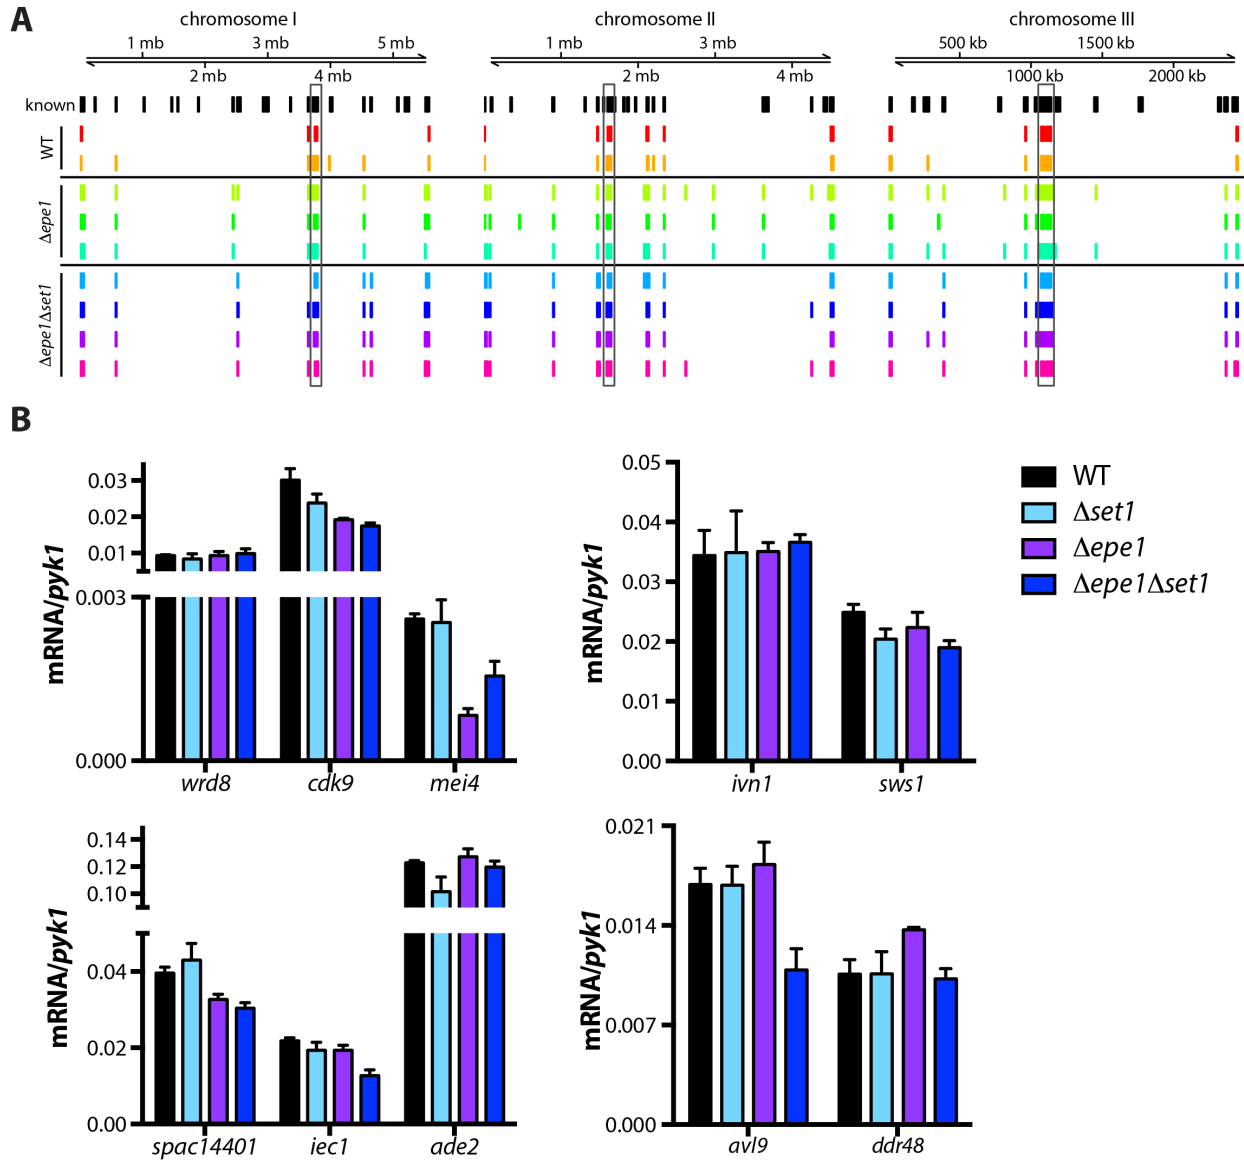 A
chromosome I chromosome II chromosome III
1 mb 3 mb 5 mb 1 mb 3 mb 500 kb 1500 kb
2 mb 4 mb 2 mb 4 mb 1000 kb 2000 kb
known
WT
Δepe1
Δepe1Δset1
B
mRNA/pyk1
0.03
0.02
0.01
0.003
0.000
wrd8 cdk9 mei4
mRNA/pyk1
0.05
0.04
0.03
0.02
0.01
0.00
ivn1 sws1
WT
Δset1
Δepe1
Δepe1Δset1
mRNA/pyk1
0.14
0.12
0.10
0.04
0.02
0.00
spac14401 iec1 ade2
mRNA/pyk1
0.021
0.014
0.007
0.000
avl9 ddr48